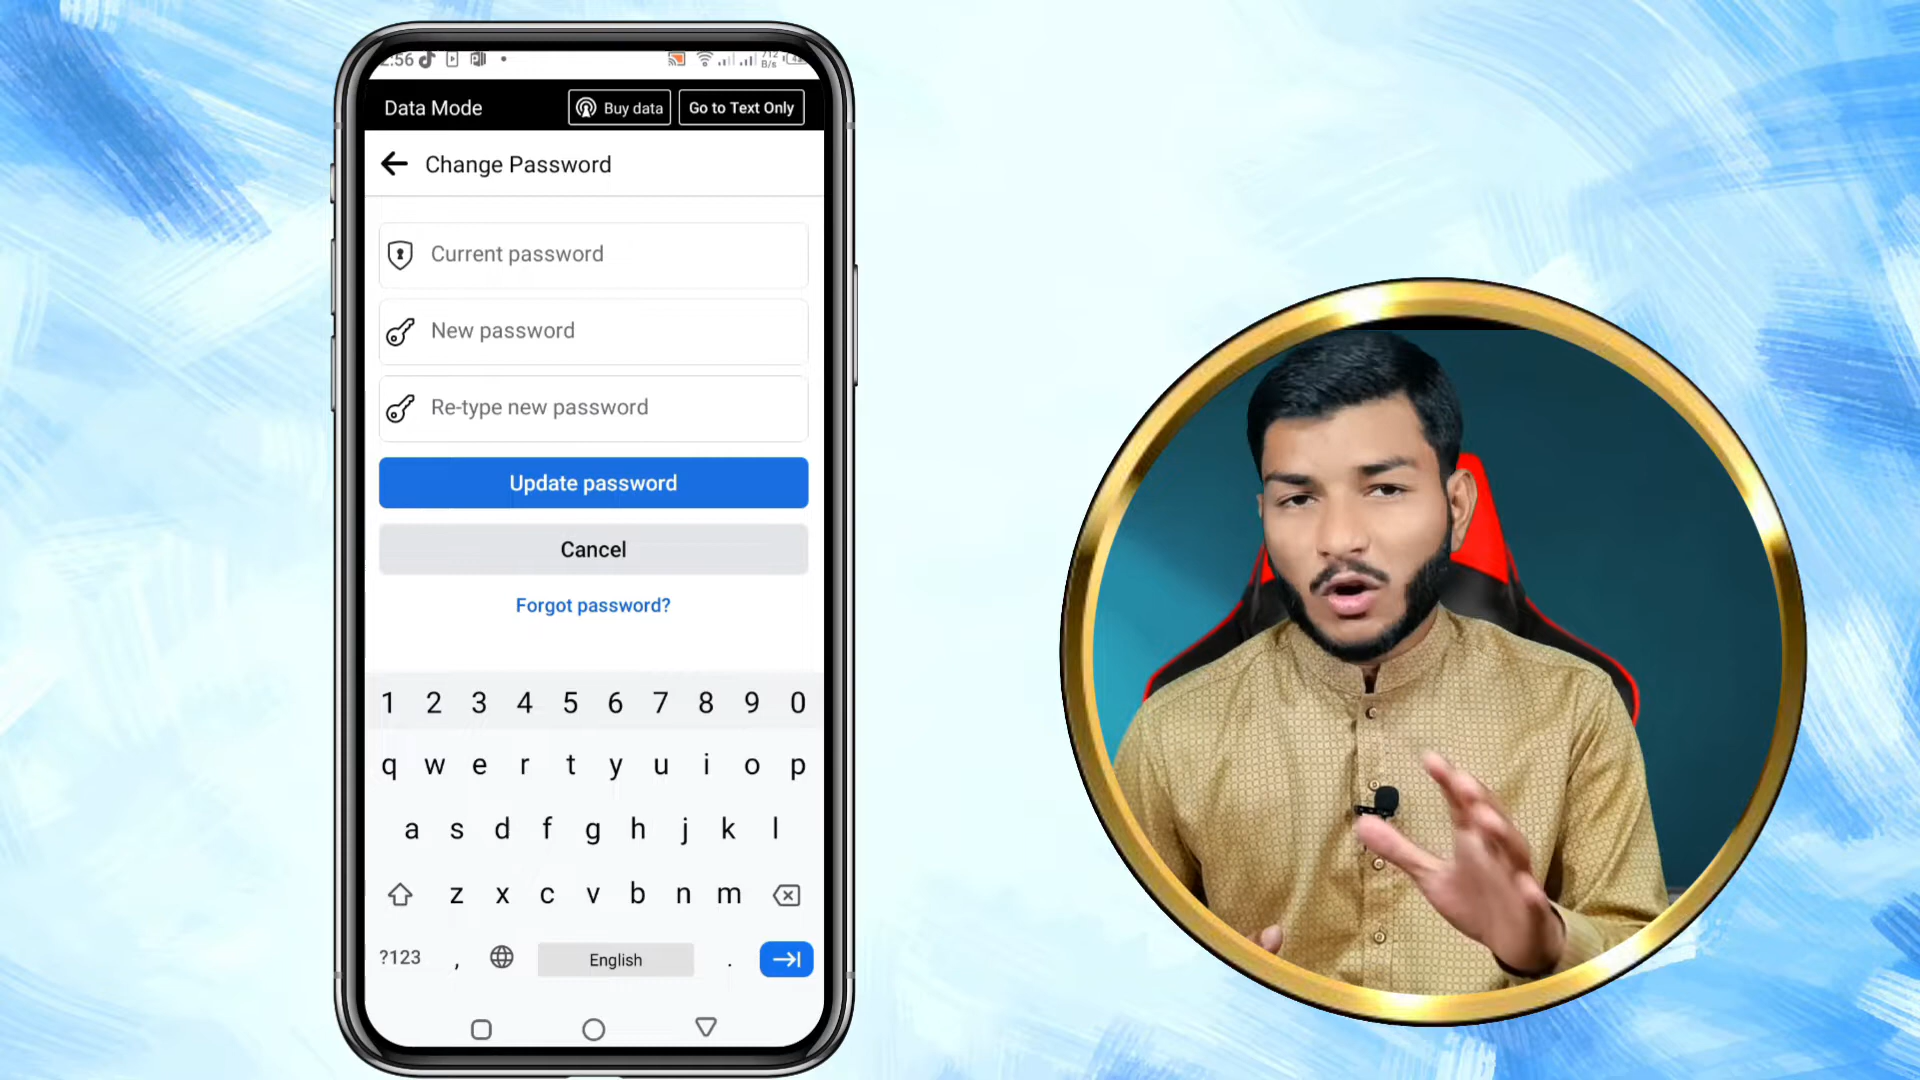 :56
B/s
Data Mode
Buy data
Go to Text Only
Change Password
Current password
New password
Re-type new password
Update password
Cancel
Forgot password?
1 2 3 4 5 6 7 8 9 0
q w e r t y u i o p
a s d f g h j k l
z x c v b n m
?123 , English .